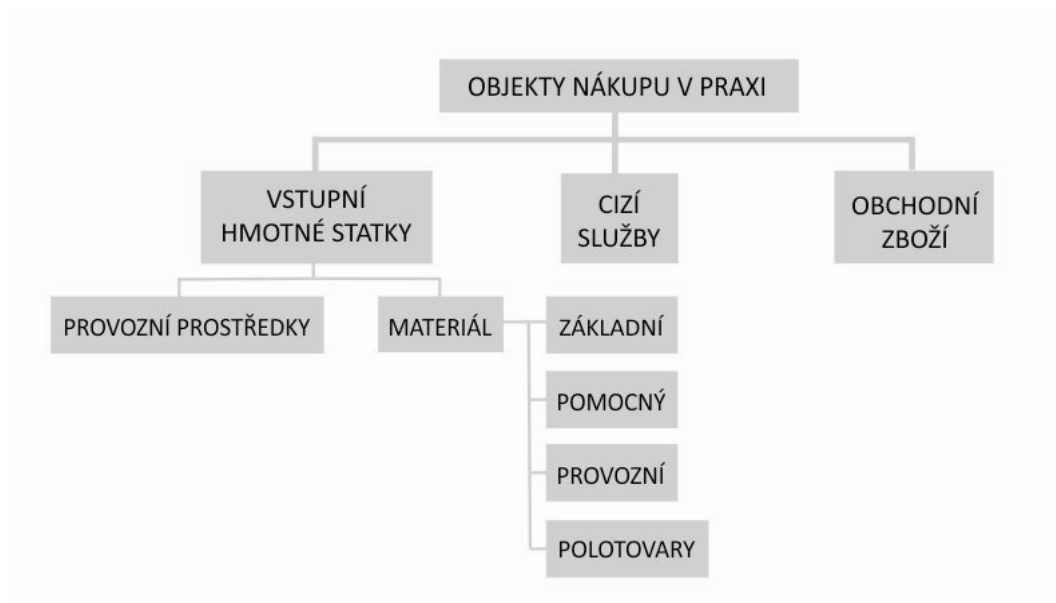 OBJEKTY NÁKUPU V PRAXI
VSTUPNÍ
HMOTNÉ STATKY
CIZÍ
SLUŽBY
OBCHODNÍ
ZBOŽÍ
PROVOZNÍ PROSTŘEDKY
MATERIÁL
ZÁKLADNÍ
POMOCNÝ
PROVOZNÍ
POLOTOVARY